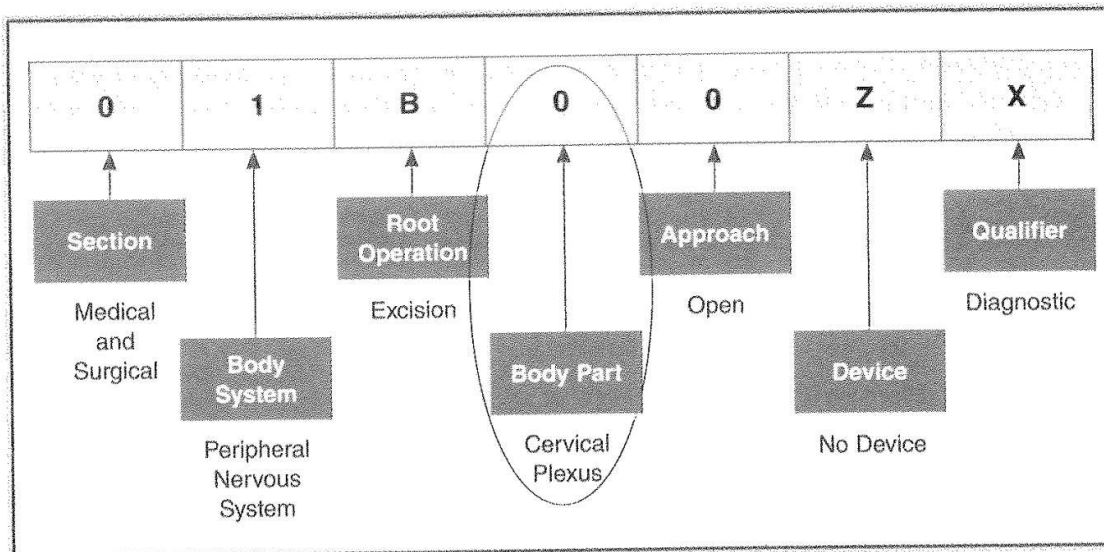 0 1 B 0 0 Z X
Section
Medical
and
Surgical
Body
System
Peripheral
Nervous
System
Root
Operation
Excision
Body Part
Cervical
Plexus
Approach
Open
Device
No Device
Qualifier
Diagnostic